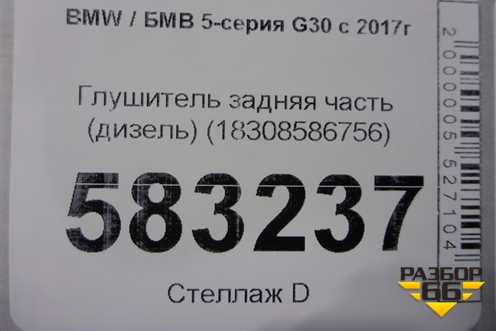 BMW / БМВ 5-серия G30 с 2017г
Глушитель задняя часть
(дизель) (18308586756)
583237
Стеллаж D
2000005527104
РАЗБОР
66